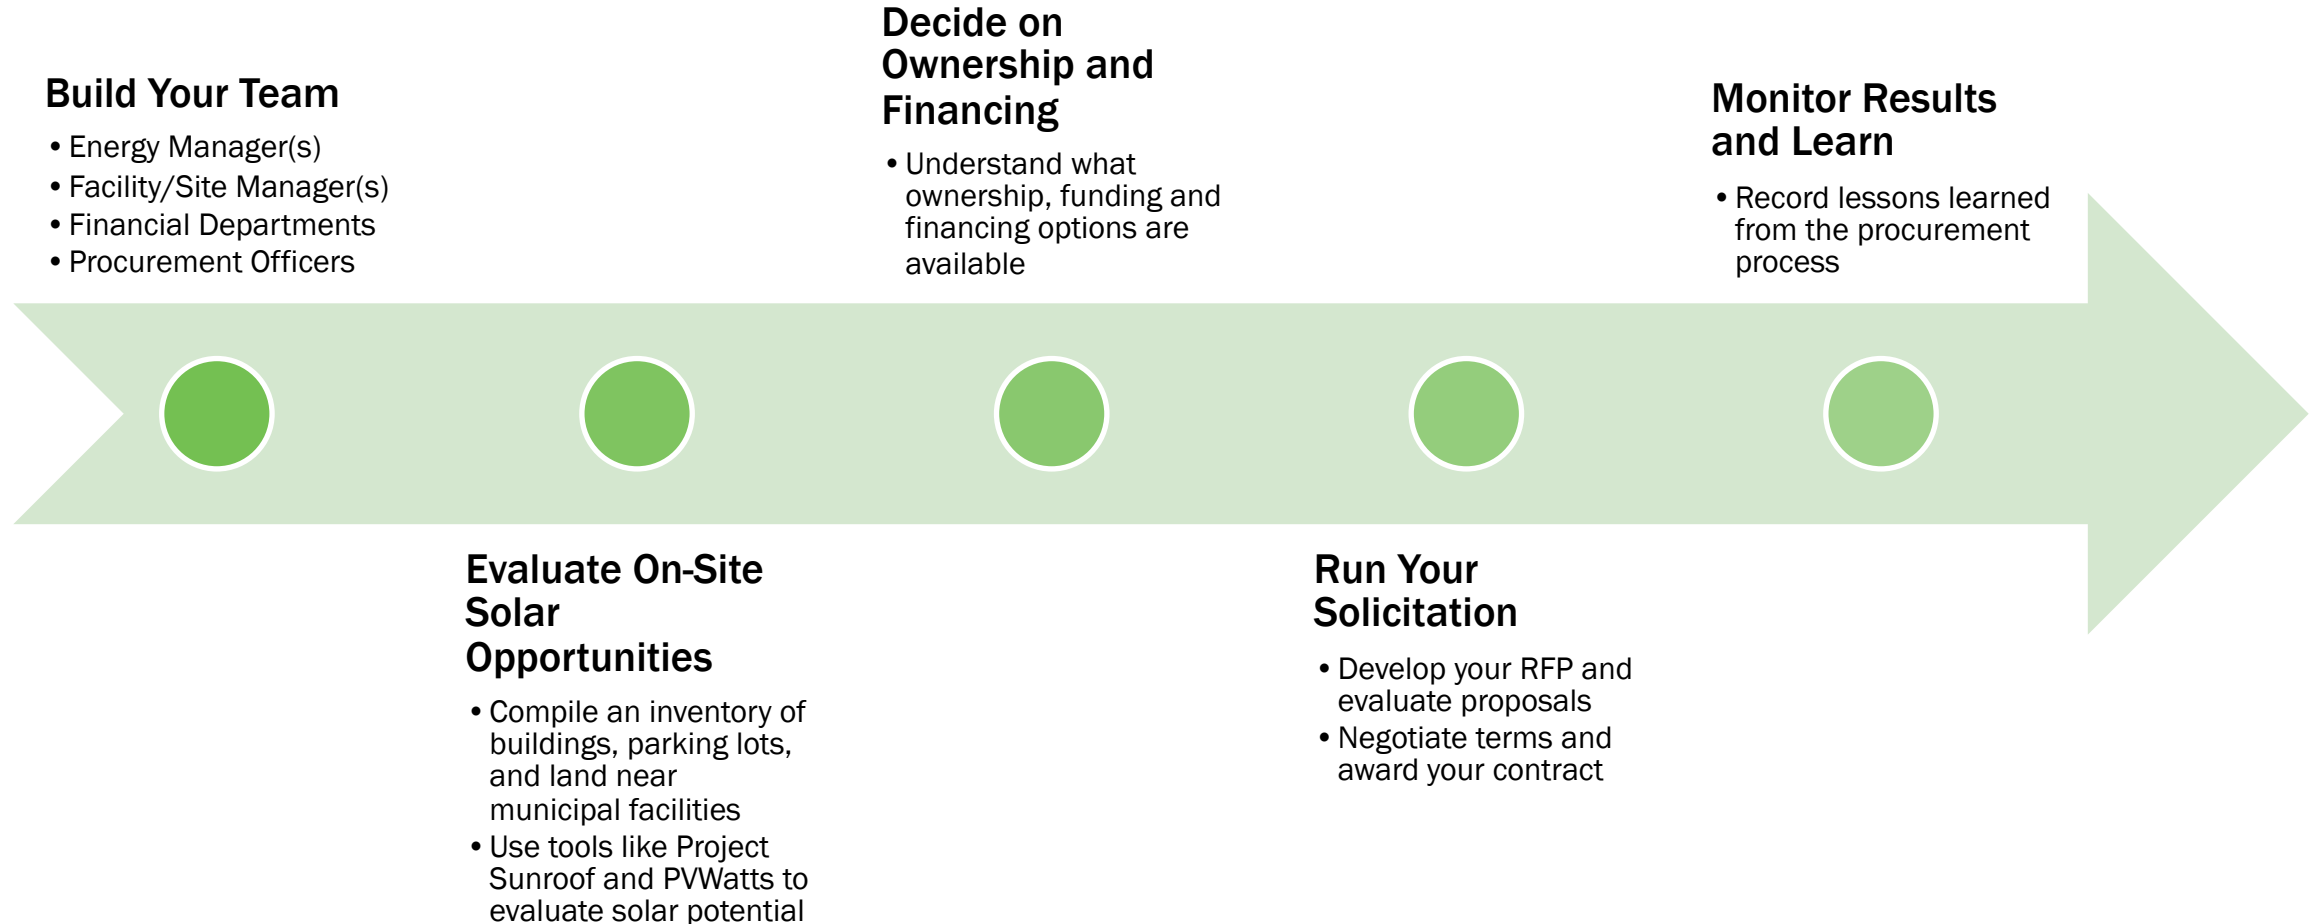 Build Your Team
• Energy Manager(s)
• Facility/Site Manager(s)
• Financial Departments
• Procurement Officers
Evaluate On-Site
Solar
Opportunities
• Compile an inventory of
buildings, parking lots,
and land near
municipal facilities
• Use tools like Project
Sunroof and PVWatts to
evaluate solar potential
Decide on
Ownership and
Financing
• Understand what
ownership, funding and
financing options are
available
Run Your
Solicitation
• Develop your RFP and
evaluate proposals
• Negotiate terms and
award your contract
Monitor Results
and Learn
• Record lessons learned
from the procurement
process